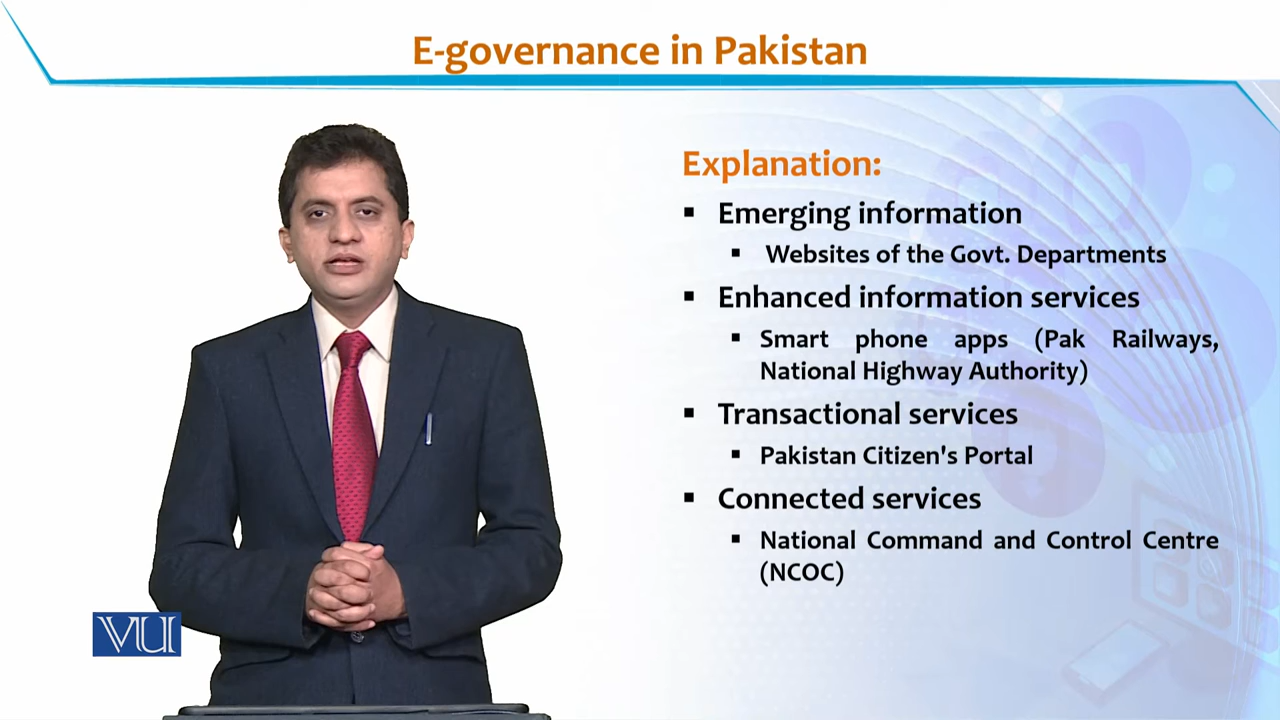 E-governance in Pakistan
Explanation:
▪ Emerging information
▪ Websites of the Govt. Departments
▪ Enhanced information services
▪ Smart phone apps (Pak Railways,
National Highway Authority)
▪ Transactional services
▪ Pakistan Citizen's Portal
▪ Connected services
▪ National Command and Control Centre
(NCOC)
VU